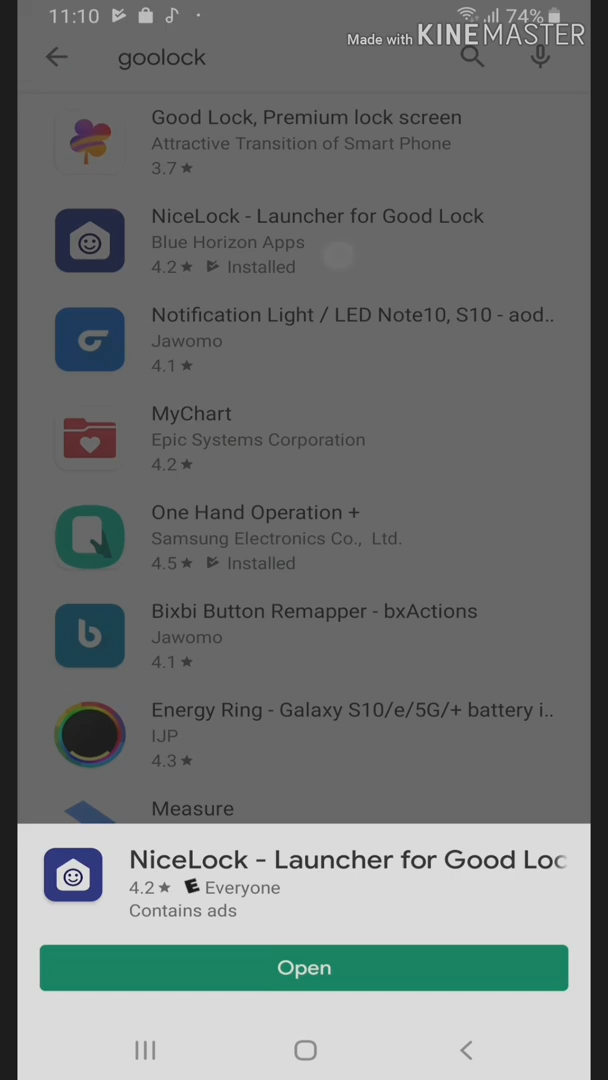 11:10
74%
Made with KINEMASTER
goolock
Good Lock, Premium lock screen
Attractive Transition of Smart Phone
3.7 ★
NiceLock - Launcher for Good Lock
Blue Horizon Apps
4.2 ★ Installed
Notification Light / LED Note10, S10 - aod..
Jawomo
4.1 ★
MyChart
Epic Systems Corporation
4.2 ★
One Hand Operation +
Samsung Electronics Co., Ltd.
4.5 ★ Installed
Bixbi Button Remapper - bxActions
Jawomo
4.1 ★
Energy Ring - Galaxy S10/e/5G/+ battery i..
IJP
4.3 ★
Measure
NiceLock - Launcher for Good Loc
4.2 ★ E Everyone
Contains ads
Open